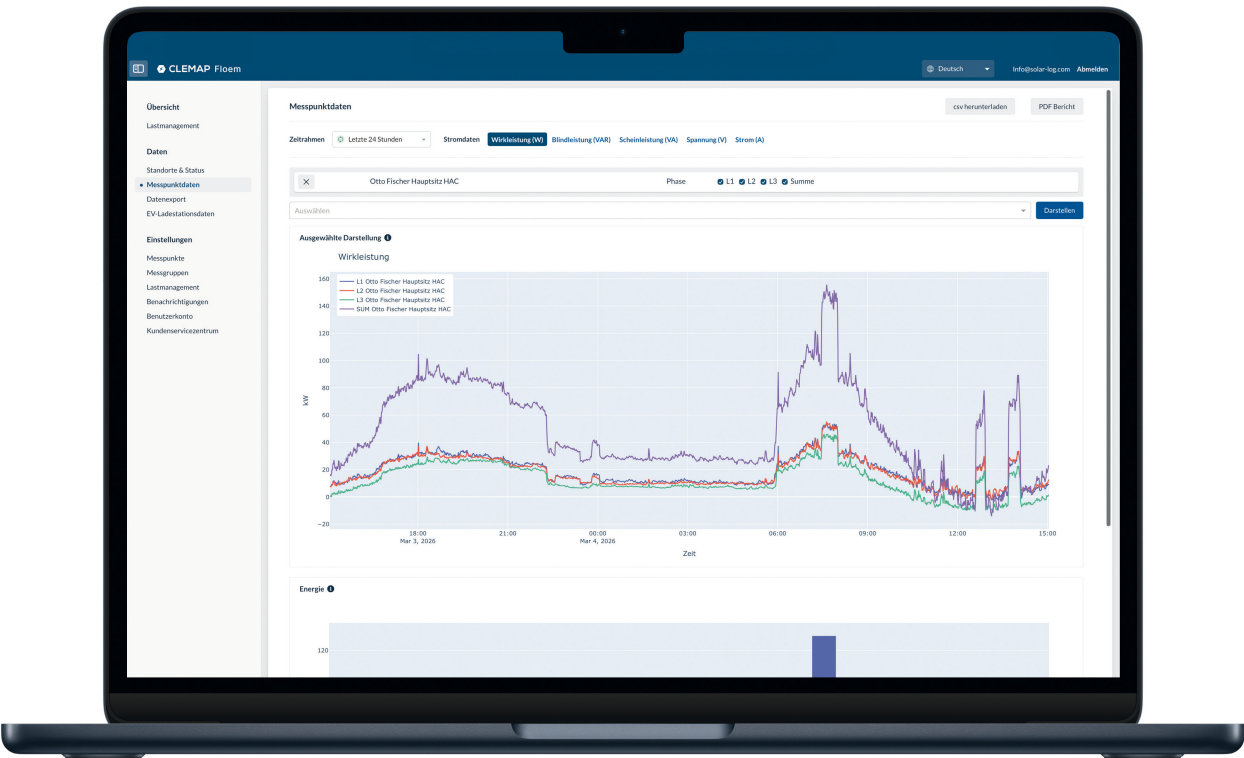 CLEMAP Floem
Deutsch
Info@solar-log.com Abmelden
Übersicht
Lastmanagement
Daten
Standorte & Status
Messpunktdaten
Datenexport
EV-Ladestationsdaten
Einstellungen
Messpunkte
Messgruppen
Lastmanagement
Benachrichtigungen
Benutzerkonto
Kundenservicezentrum
Messpunktdaten
csv herunterladen
PDF Bericht
Zeitrahmen Letzte 24 Stunden Stromdaten Wirkleistung (W) Blindleistung (VAR) Scheinleistung (VA) Spannung (V) Strom (A)
Otto Fischer Hauptsitz HAC Phase L1 L2 L3 Summe
Auswählen
Darstellen
Ausgewählte Darstellung
Wirkleistung
L1 Otto Fischer Hauptsitz HAC
L2 Otto Fischer Hauptsitz HAC
L3 Otto Fischer Hauptsitz HAC
SUM Otto Fischer Hauptsitz HAC
160
140
120
100
80
60
40
20
0
−20
kW
18:00 21:00 00:00 03:00 06:00 09:00 12:00 15:00
Mar 3, 2026 Mar 4, 2026
Zeit
Energie
120